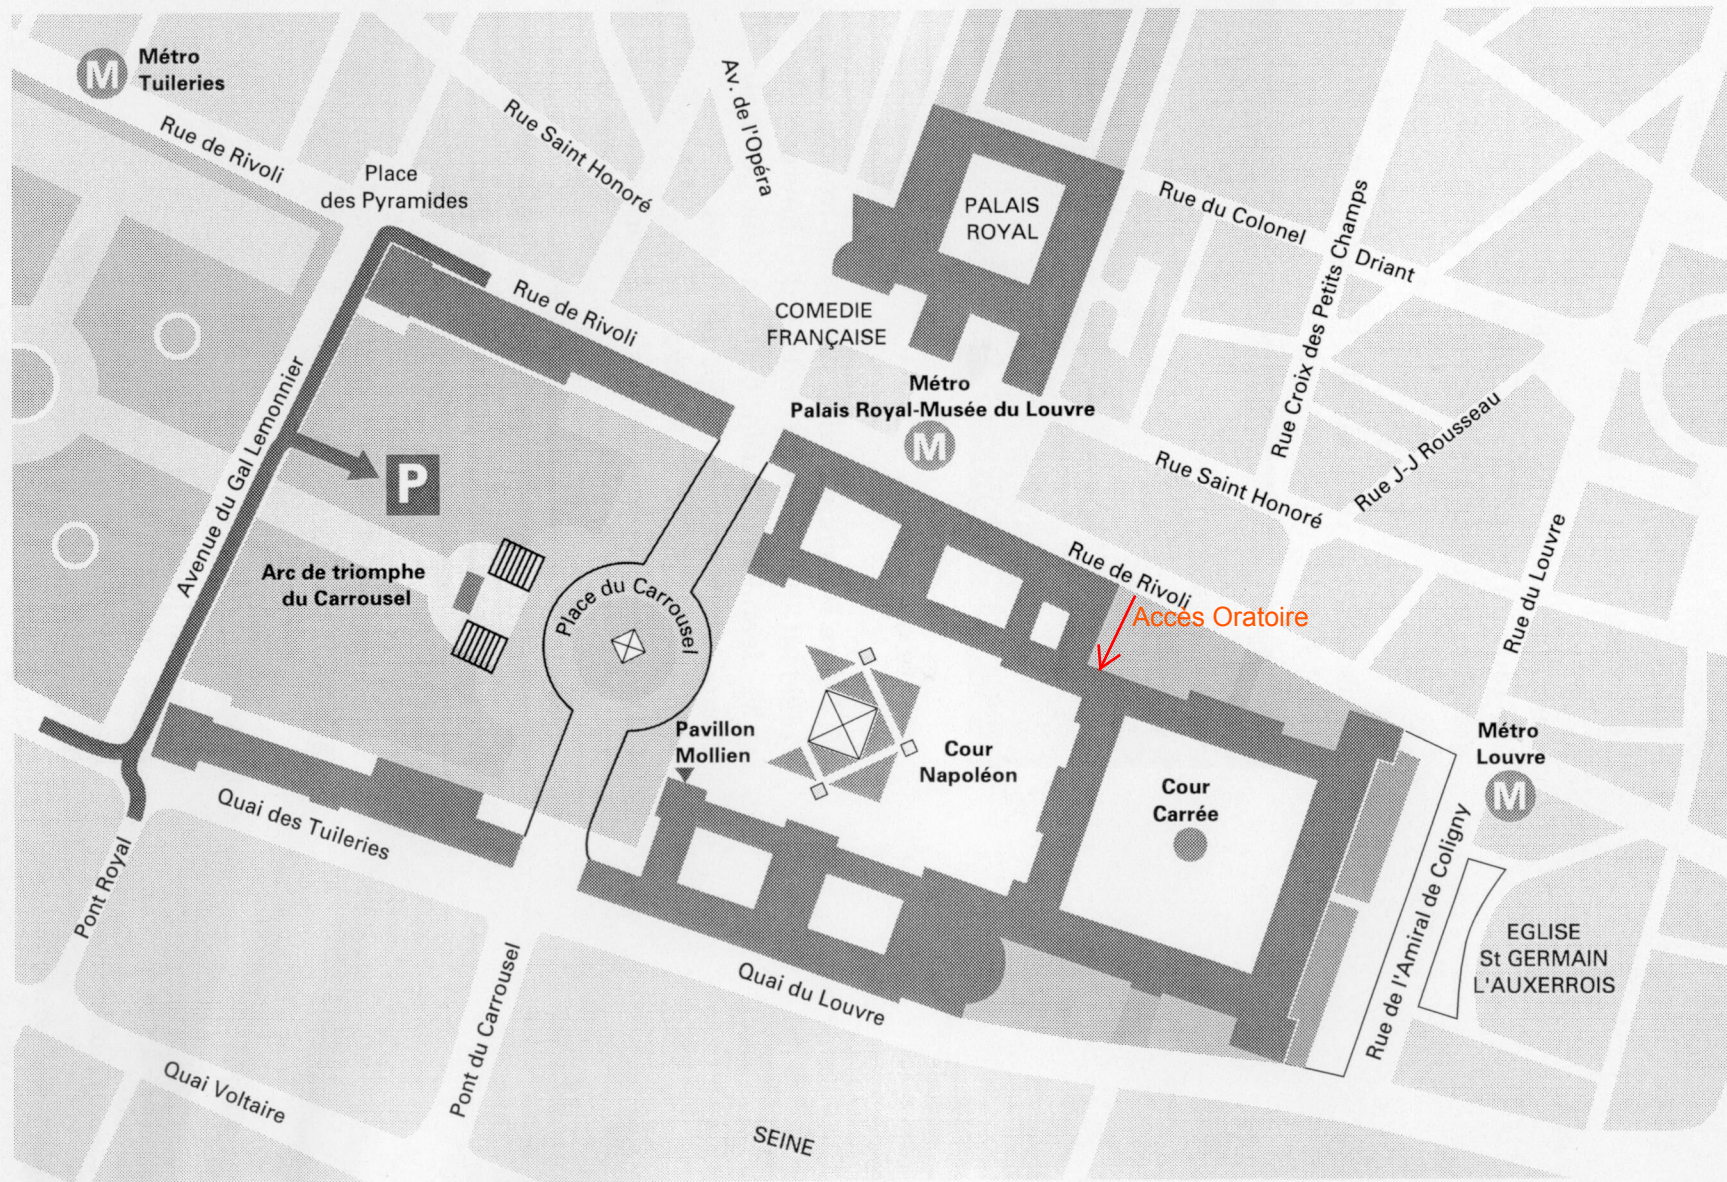 M
Métro
Tuileries
Rue de Rivoli
Place
des Pyramides
Rue Saint Honoré
Av. de l'Opéra
PALAIS
ROYAL
Rue du Colonel Driant
Rue Croix des Petits Champs
Rue de Rivoli
COMEDIE
FRANÇAISE
Métro
Palais Royal-Musée du Louvre
M
Rue Saint Honoré
Rue J-J Rousseau
Rue du Louvre
Avenue du Gal Lemonnier
P
Arc de triomphe
du Carrousel
Place du Carrousel
Rue de Rivoli
Accès Oratoire
Pavillon
Mollien
Cour
Napoléon
Cour
Carrée
Métro
Louvre
M
Quai des Tuileries
Pont Royal
Rue de l'Amiral de Coligny
EGLISE
St GERMAIN
L'AUXERROIS
Quai du Louvre
Pont du Carrousel
Quai Voltaire
SEINE